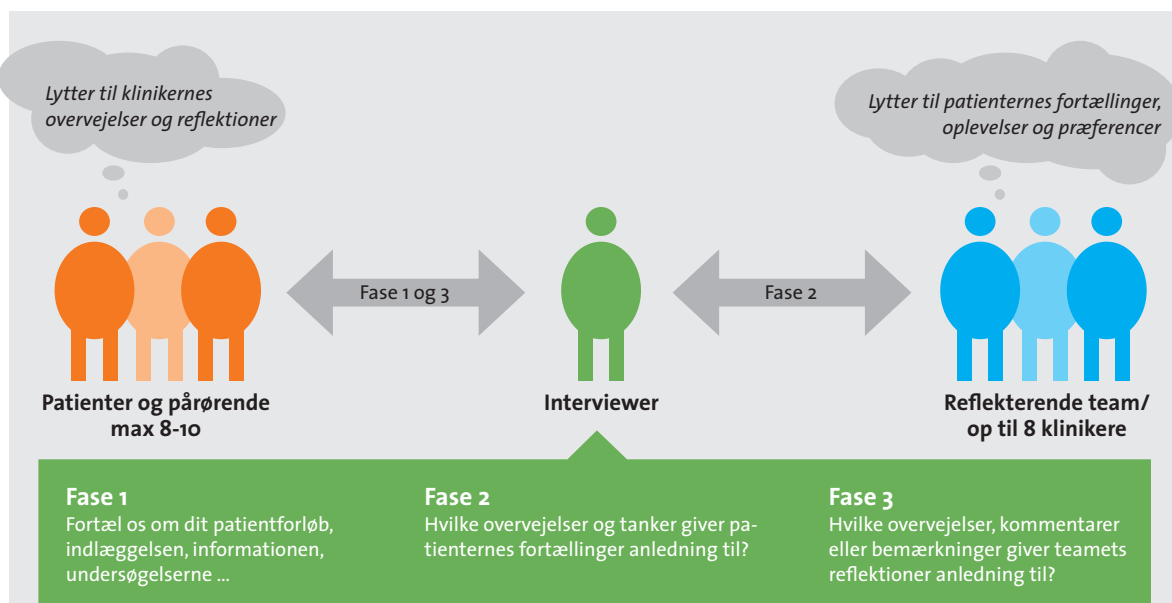 Lytter til klinikernes
overvejelser og reflektioner
Lytter til patienternes fortællinger,
oplevelser og præferencer
Fase 1 og 3
Fase 2
Patienter og pårørende
max 8-10
Interviewer
Reflekterende team/
op til 8 klinikere
Fase 1
Fortæl os om dit patientforløb,
indlæggelsen, informationen,
undersøgelserne ...
Fase 2
Hvilke overvejelser og tanker giver pa-
tienternes fortællinger anledning til?
Fase 3
Hvilke overvejelser, kommentarer
eller bemærkninger giver teamets
reflektioner anledning til?